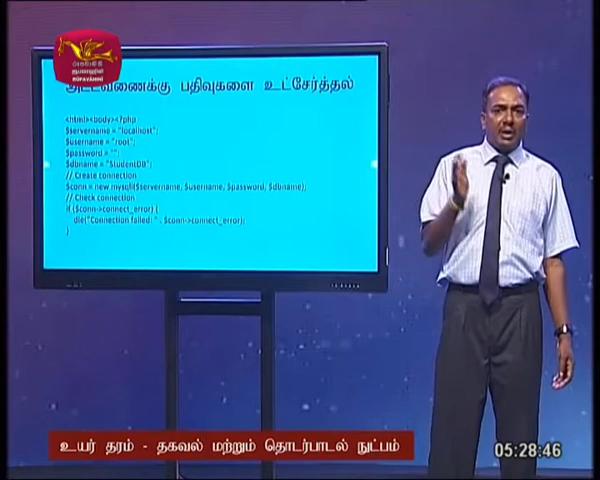 அட்டவணைக்கு பதிவுகளை உட்சேர்த்தல்
<html><body><?php
$servername = "localhost";
$username = "root";
$password = "";
$dbname = "StudentDB";
// Create connection
$conn = new mysqli($servername, $username, $password, $dbname);
// Check connection
if ($conn->connect_error) {
die("Connection failed: " . $conn->connect_error);
}
உயர் தரம் - தகவல் மற்றும் தொடர்பாடல் நுட்பம்
05:28:46